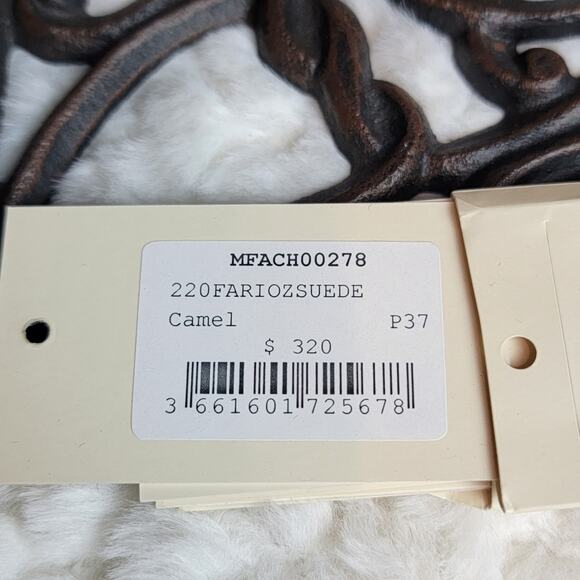 MFACH00278
220FARIOZSUEDE
Camel P37
$ 320
3 661601 725678